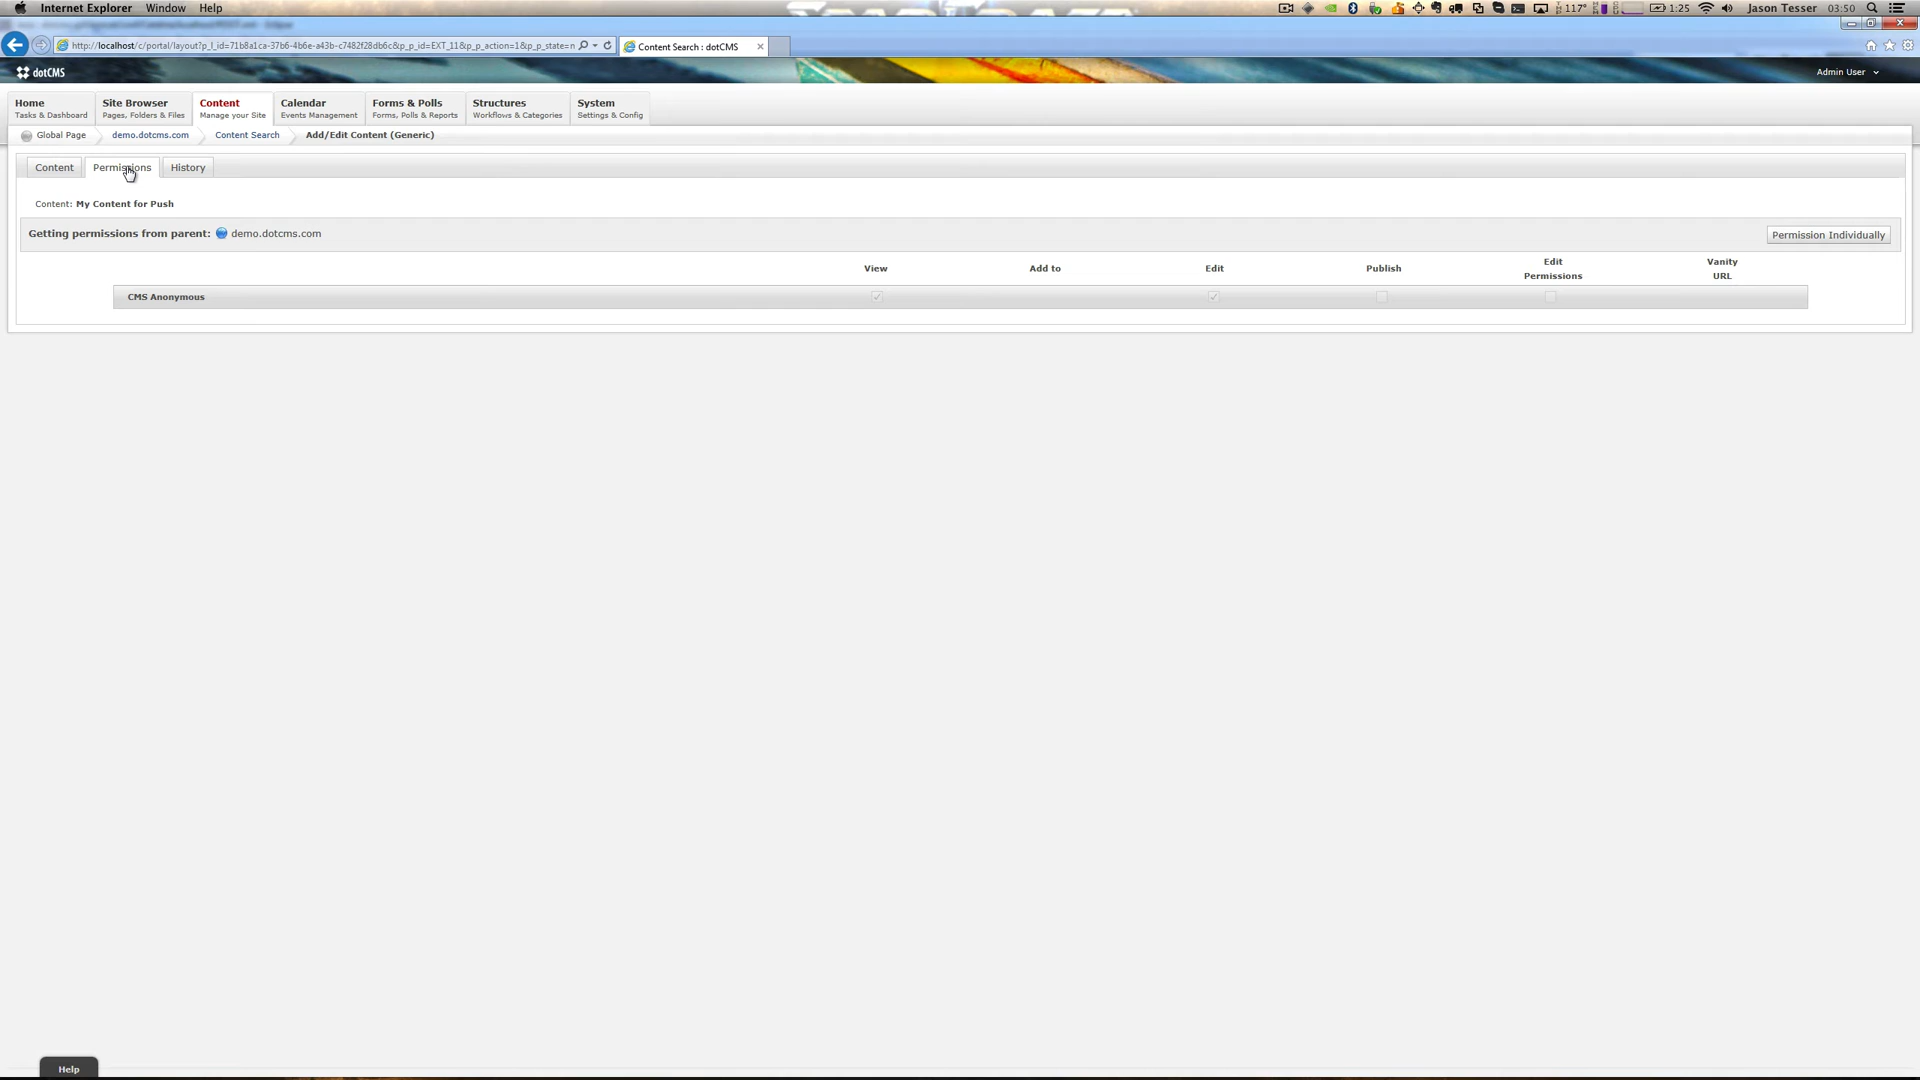 Internet Explorer Window Help 117° 1:25 Jason Tesser 03:50
http://localhost/c/portal/layout?p_l_id=71b8a1ca-37b6-4b6e-a43b-c7482f28db6c&p_p_id=EXT_11&p_p_action=1&p_p_state=n Content Search : dotCMS
dotCMS Admin User
Home Site Browser Content Calendar Forms & Polls Structures System
Tasks & Dashboard Pages, Folders & Files Manage your Site Events Management Forms, Polls & Reports Workflows & Categories Settings & Config
Global Page demo.dotcms.com Content Search Add/Edit Content (Generic)
Content Permissions History
Content: My Content for Push
Getting permissions from parent: demo.dotcms.com Permission Individually
View Add to Edit Publish Edit Permissions Vanity URL
CMS Anonymous
Help